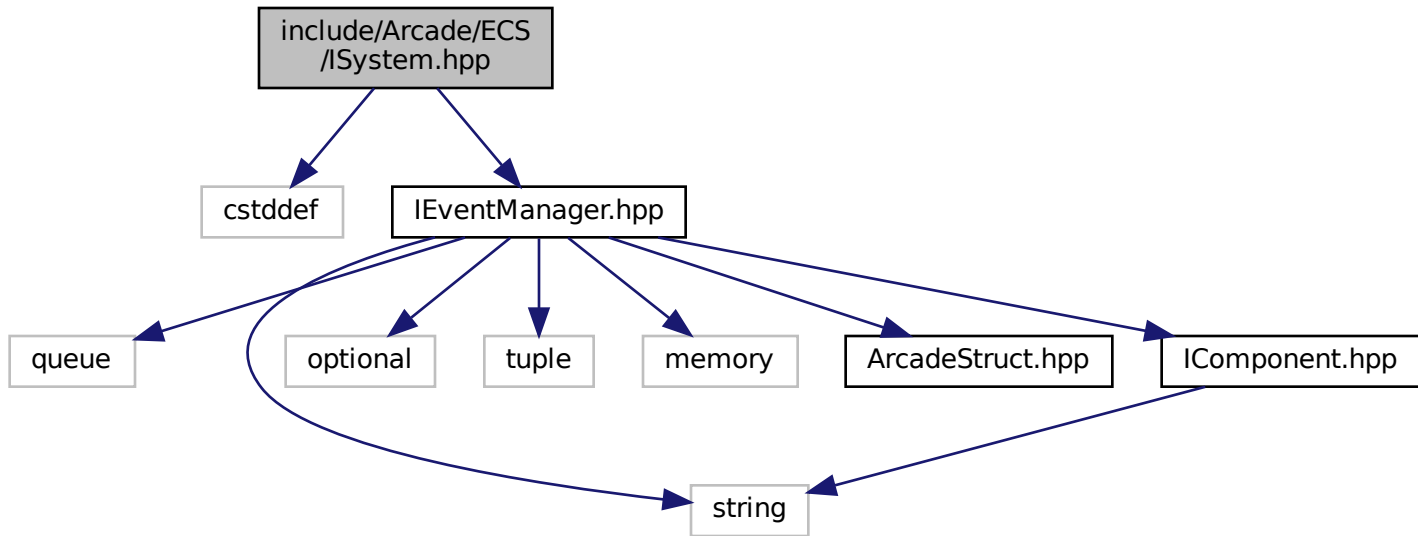 include/Arcade/ECS
/ISystem.hpp
cstddef
IEventManager.hpp
queue
optional
tuple
memory
ArcadeStruct.hpp
IComponent.hpp
string